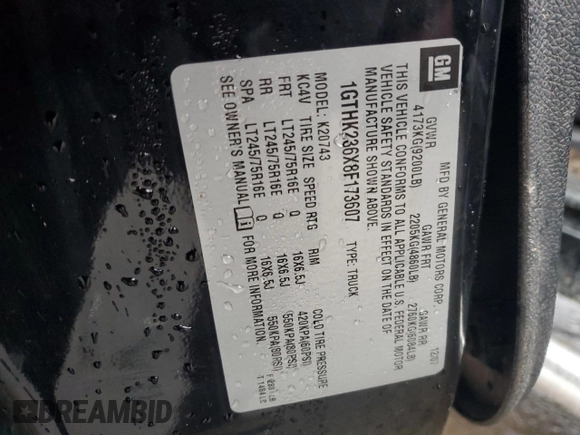 GM
MFD BY GENERAL MOTORS CORP 12/07
GVWR GAWR FRT GAWR RR
4173KG(9200LB) 2205KG(4860LB) 2760KG(6084LB)
THIS VEHICLE CONFORMS TO ALL APPLICABLE U.S. FEDERAL MOTOR
VEHICLE SAFETY STANDARDS IN EFFECT ON THE DATE OF
MANUFACTURE SHOWN ABOVE.
1GTHK236X8F173607 TYPE: TRUCK
MODEL: K20743
KC4V TIRE SIZE SPEED RTG RIM COLD TIRE PRESSURE
FRT LT245/75R16E Q 16X6.5J 420KPA(60PSI)
RR LT245/75R16E Q 16X6.5J 550KPA(80PSI)
SPA LT245/75R16E Q 16X6.5J 550KPA(80PSI)
SEE OWNER'S MANUAL i FOR MORE INFORMATION.
DREAMBID